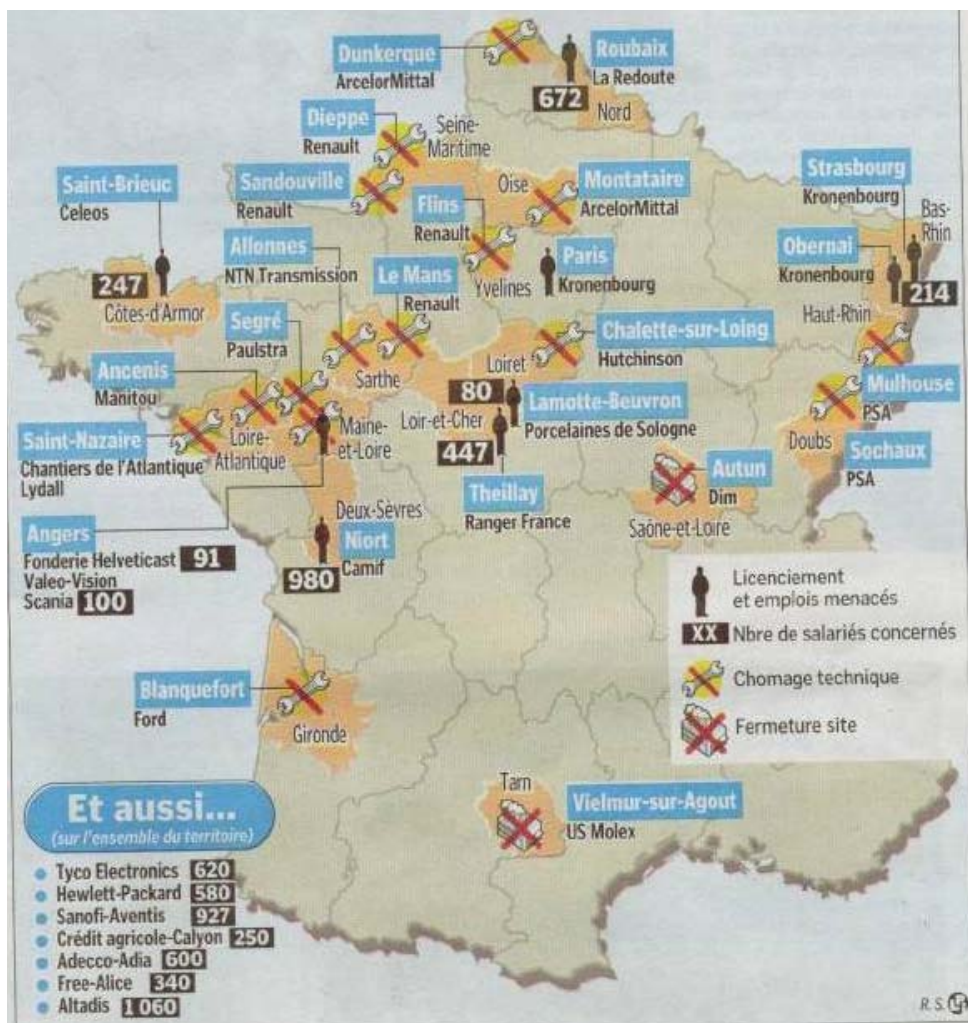 Dunkerque
ArcelorMittal
Roubaix
La Redoute
672
Nord
Dieppe
Renault
Seine-
Maritime
Saint-Brieuc
Celeos
Sandouville
Renault
Oise
Montataire
ArcelorMittal
Strasbourg
Kronenbourg
Bas-
Rhin
Flins
Renault
Allonnes
NTN Transmission
Le Mans
Renault
Yvelines
Paris
Kronenbourg
Obernai
Kronenbourg
214
247
Côtes-d'Armor
Haut-Rhin
Segré
Paulstra
Chalette-sur-Loing
Hutchinson
Loiret
Ancenis
Manitou
Sarthe
80
Lamotte-Beuvron
Porcelaines de Sologne
Mulhouse
PSA
Saint-Nazaire
Chantiers de l'Atlantique
Lydall
Loire-
Atlantique
Maine-
et-Loire
Loir-et-Cher
447
Theillay
Ranger France
Doubs
Sochaux
PSA
Autun
Dim
Saône-et-Loire
Angers
Fonderie Helveticast 91
Valeo-Vision
Scania 100
Deux-Sèvres
Niort
Camif
980
Licenciement
et emplois menacés
XX Nbre de salariés concernés
Chomage technique
Fermeture site
Blanquefort
Ford
Gironde
Tarn
Vielmur-sur-Agout
US Molex
Et aussi...
(sur l'ensemble du territoire)
Tyco Electronics 620
Hewlett-Packard 580
Sanofi-Aventis 927
Crédit agricole-Calyon 250
Adecco-Adia 600
Free-Alice 340
Altadis 1 060
R.S.